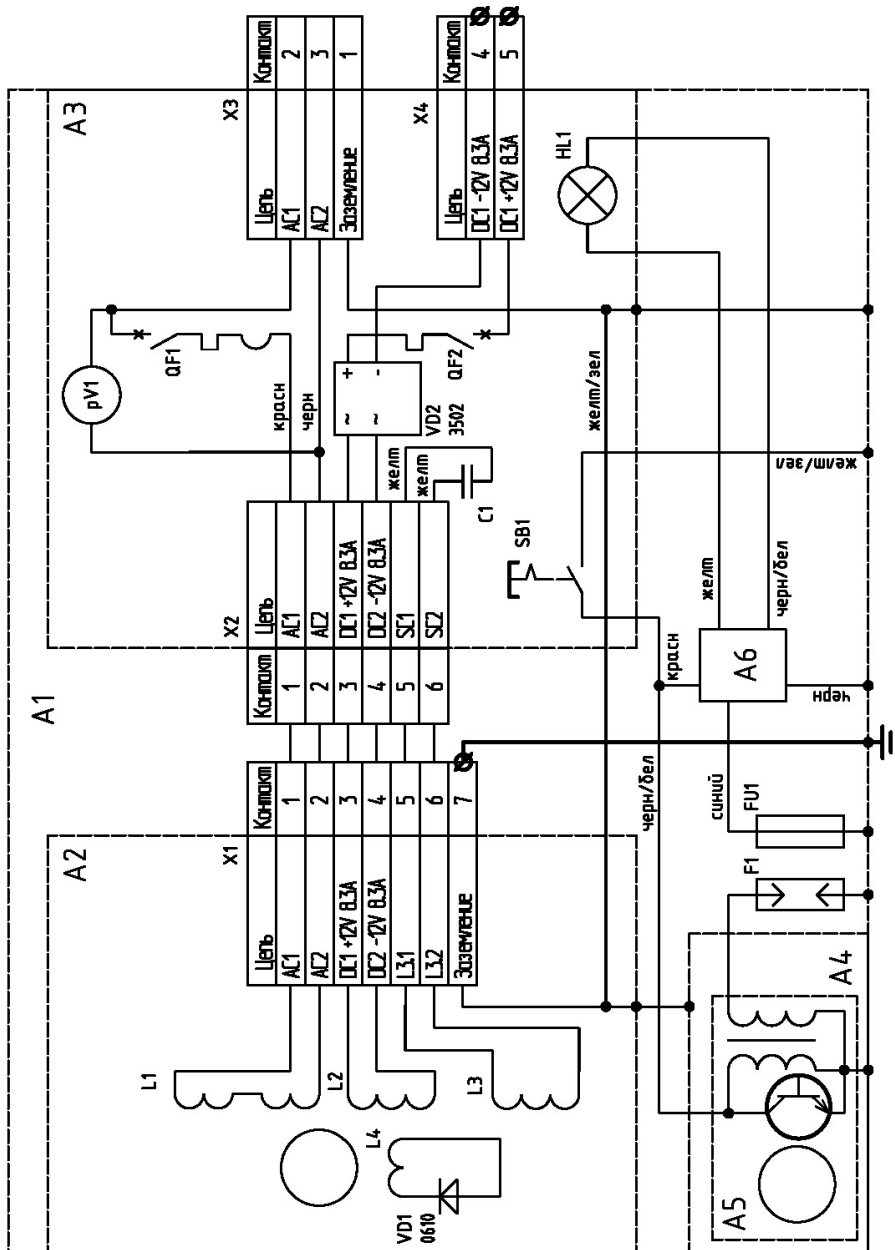 A1
A2
X1
Цепь Контакт
AC1 1
AC2 2
DC1 +12V 8.3A 3
DC2 -12V 8.3A 4
L3.1 5
L3.2 6
Заземление 7
L1
L2
L3
L4
VD1
0610
X2
Контакт Цепь
1 AC1
2 AC2
3 DC1 +12V 8.3A
4 DC2 -12V 8.3A
5 SC1
6 SC2
A3
pV1
QF1
красн
черн
VD2
3502
~ +
~ -
QF2
желт
желт
C1
X3
Цепь Контакт
AC1 2
AC2 3
Заземление 1
X4
Цепь Контакт
DC1 -12V 8.3A 4
DC1 +12V 8.3A 5
SB1
HL1
желт/зел
желт/зел
красн
желт
черн/бел
A6
черн
черн/бел
синий
FU1
F1
A4
A5